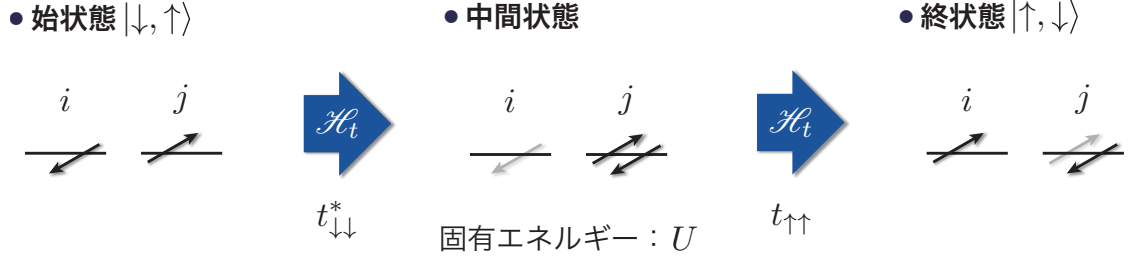 • 始状態 |↓, ↑⟩
• 中間状態
• 終状態 |↑, ↓⟩
i j
ℋt
i j
ℋt
i j
t*↓↓
固有エネルギー：U
t↑↑